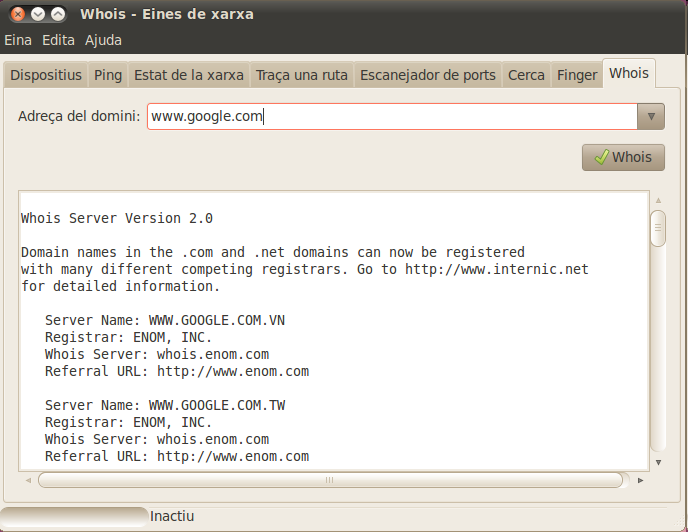 Whois - Eines de xarxa
Eina Edita Ajuda
Dispositius Ping Estat de la xarxa Traça una ruta Escanejador de ports Cerca Finger Whois
Adreça del domini: www.google.com
Whois
Whois Server Version 2.0
Domain names in the .com and .net domains can now be registered
with many different competing registrars. Go to http://www.internic.net
for detailed information.
Server Name: WWW.GOOGLE.COM.VN
Registrar: ENOM, INC.
Whois Server: whois.enom.com
Referral URL: http://www.enom.com
Server Name: WWW.GOOGLE.COM.TW
Registrar: ENOM, INC.
Whois Server: whois.enom.com
Referral URL: http://www.enom.com
Inactiu